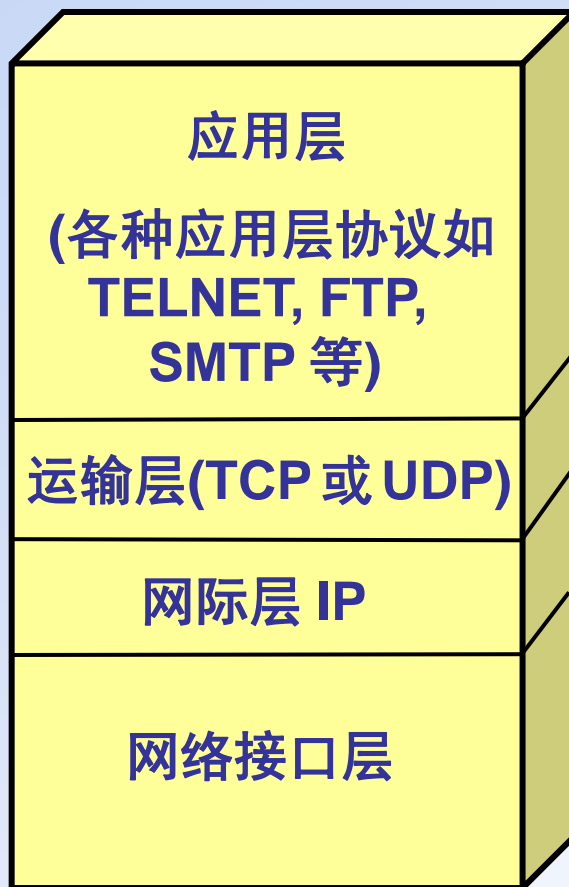 应用层
(各种应用层协议如
TELNET, FTP,
SMTP 等)
运输层(TCP 或 UDP)
网际层 IP
网络接口层